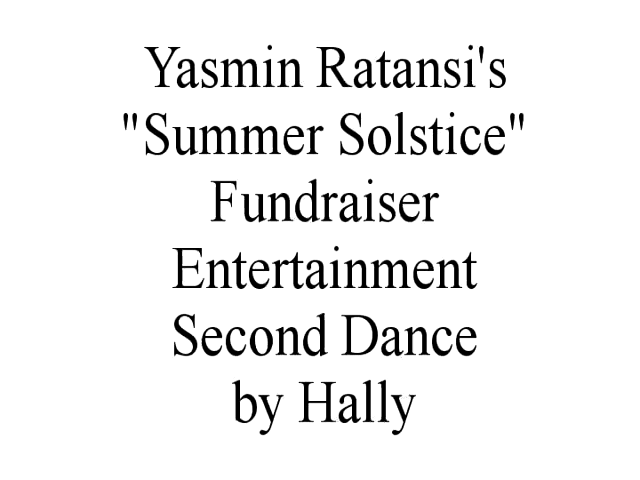 Yasmin Ratansi's
"Summer Solstice"
Fundraiser
Entertainment
Second Dance
by Hally